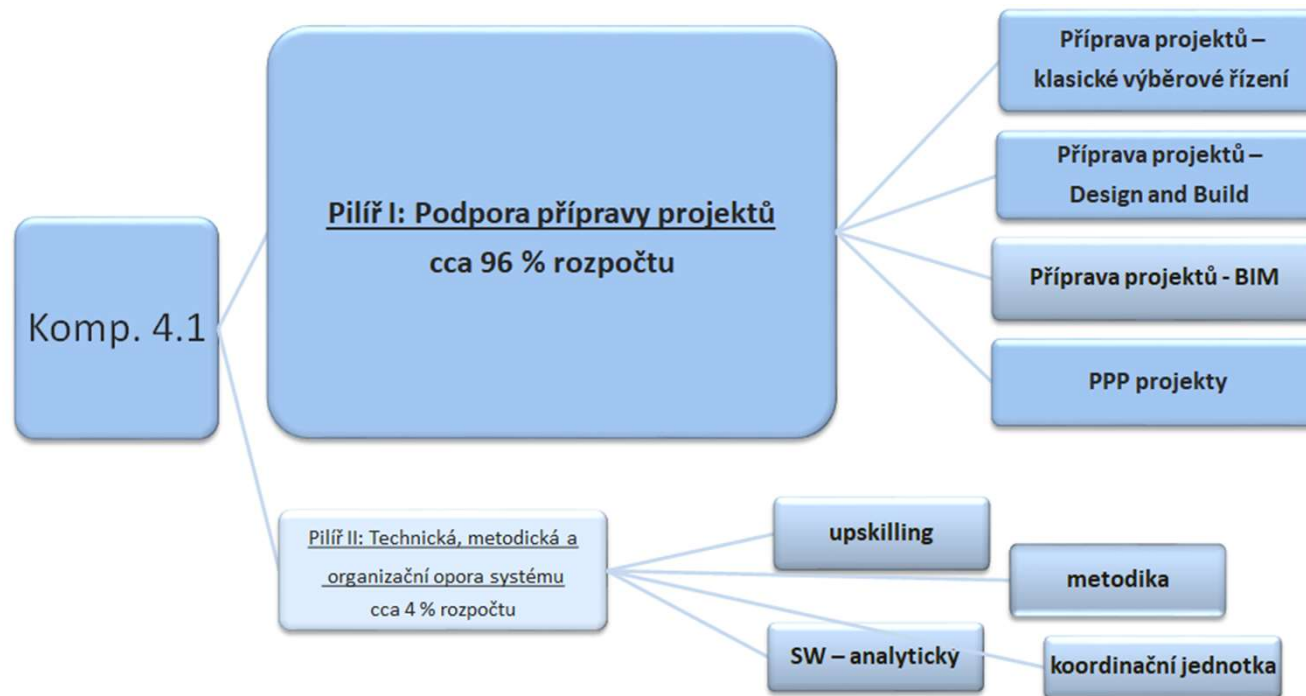 Komp. 4.1
Pilíř I: Podpora přípravy projektů
cca 96 % rozpočtu
Příprava projektů –
klasické výběrové řízení
Příprava projektů –
Design and Build
Příprava projektů - BIM
PPP projekty
Pilíř II: Technická, metodická a
organizační opora systému
cca 4 % rozpočtu
upskilling
metodika
SW – analytický
koordinační jednotka